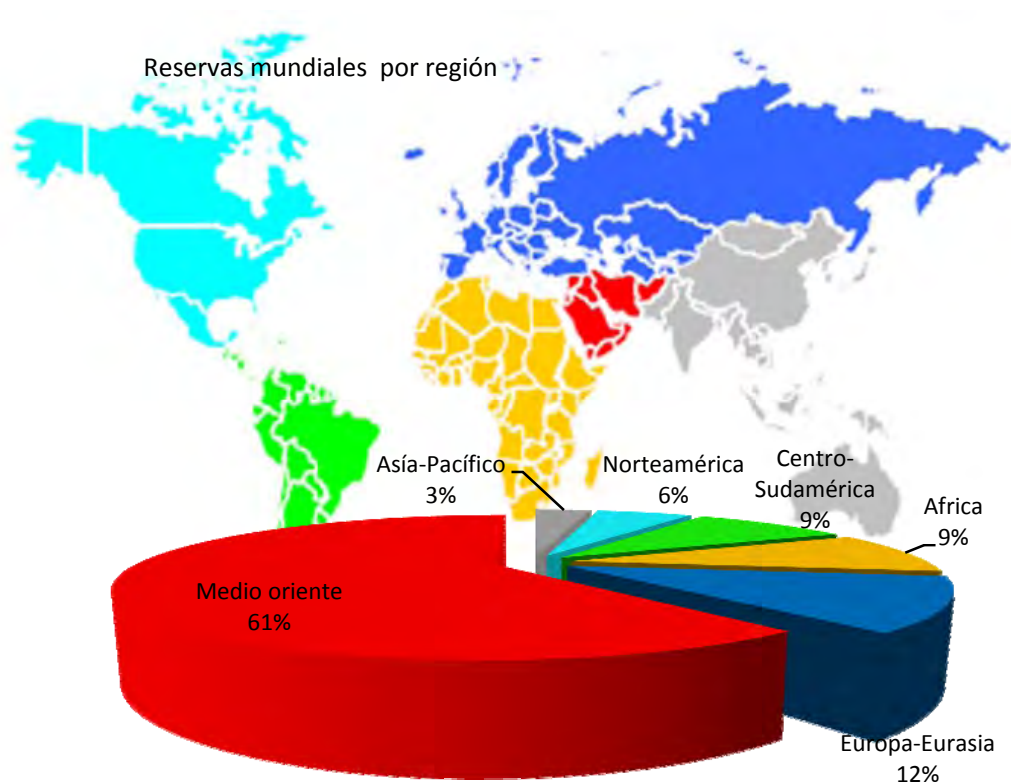 Reservas mundiales por región
Asía-Pacífico
3%
Norteamérica
6%
Centro-
Sudamérica
9%
Africa
9%
Medio oriente
61%
Europa-Eurasia
12%